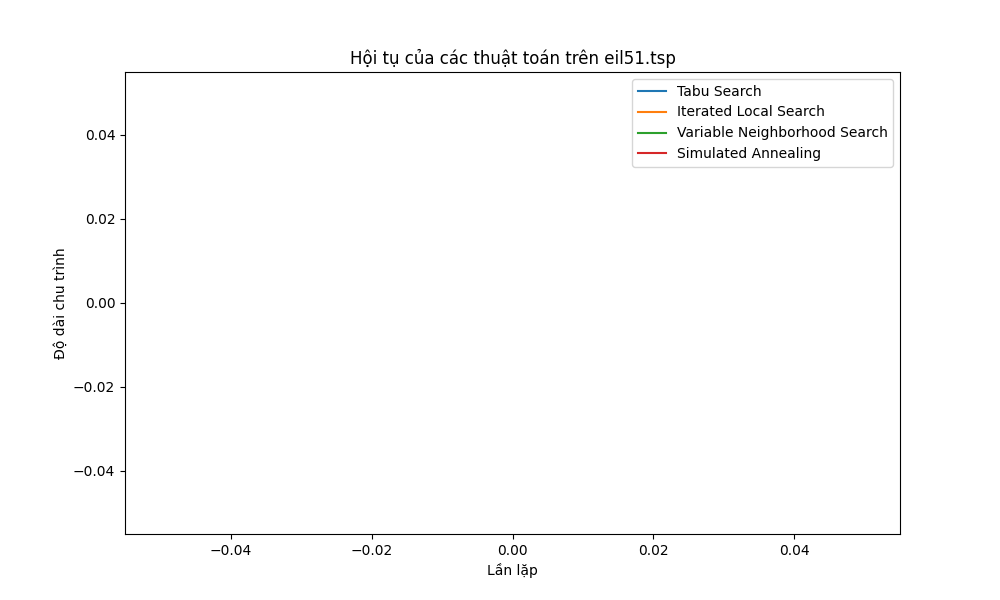 Hội tụ của các thuật toán trên eil51.tsp
Tabu Search
Iterated Local Search
Variable Neighborhood Search
Simulated Annealing
0.04
0.02
0.00
−0.02
−0.04
Độ dài chu trình
−0.04 −0.02 0.00 0.02 0.04
Lần lặp